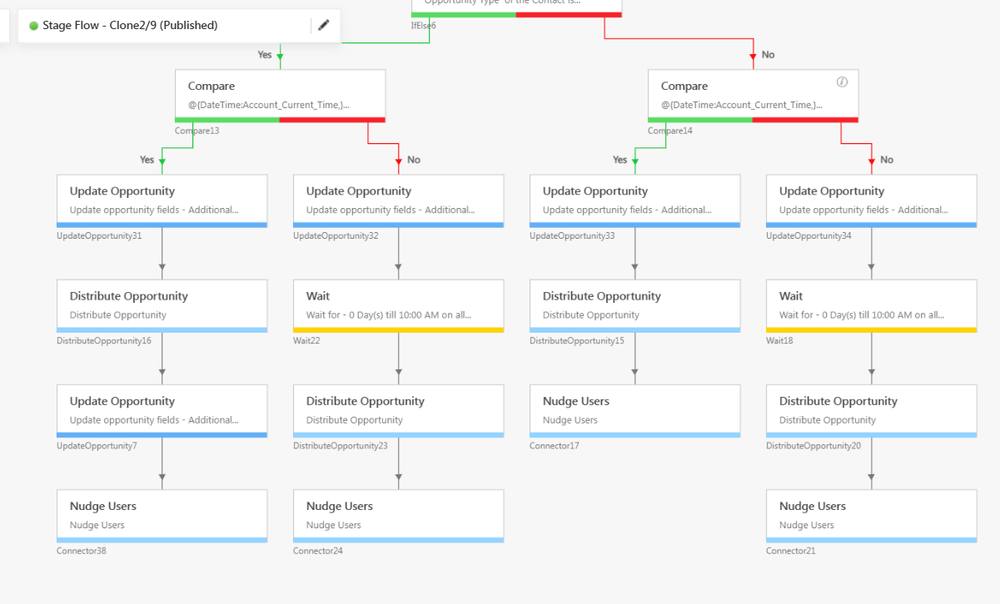 Opportunity Type" of the Contact is...
Stage Flow - Clone2/9 (Published)
IfElse6
Yes
No
Compare
@{DateTime:Account_Current_Time,}...
Compare13
Compare
@{DateTime:Account_Current_Time,}...
Compare14
Yes
No
Yes
No
Update Opportunity
Update opportunity fields - Additional...
UpdateOpportunity31
Update Opportunity
Update opportunity fields - Additional...
UpdateOpportunity32
Update Opportunity
Update opportunity fields - Additional...
UpdateOpportunity33
Update Opportunity
Update opportunity fields - Additional...
UpdateOpportunity34
Distribute Opportunity
Distribute Opportunity
DistributeOpportunity16
Wait
Wait for - 0 Day(s) till 10:00 AM on all...
Wait22
Distribute Opportunity
Distribute Opportunity
DistributeOpportunity15
Wait
Wait for - 0 Day(s) till 10:00 AM on all...
Wait18
Update Opportunity
Update opportunity fields - Additional...
UpdateOpportunity7
Distribute Opportunity
Distribute Opportunity
DistributeOpportunity23
Nudge Users
Nudge Users
Connector17
Distribute Opportunity
Distribute Opportunity
DistributeOpportunity20
Nudge Users
Nudge Users
Connector38
Nudge Users
Nudge Users
Connector24
Nudge Users
Nudge Users
Connector21